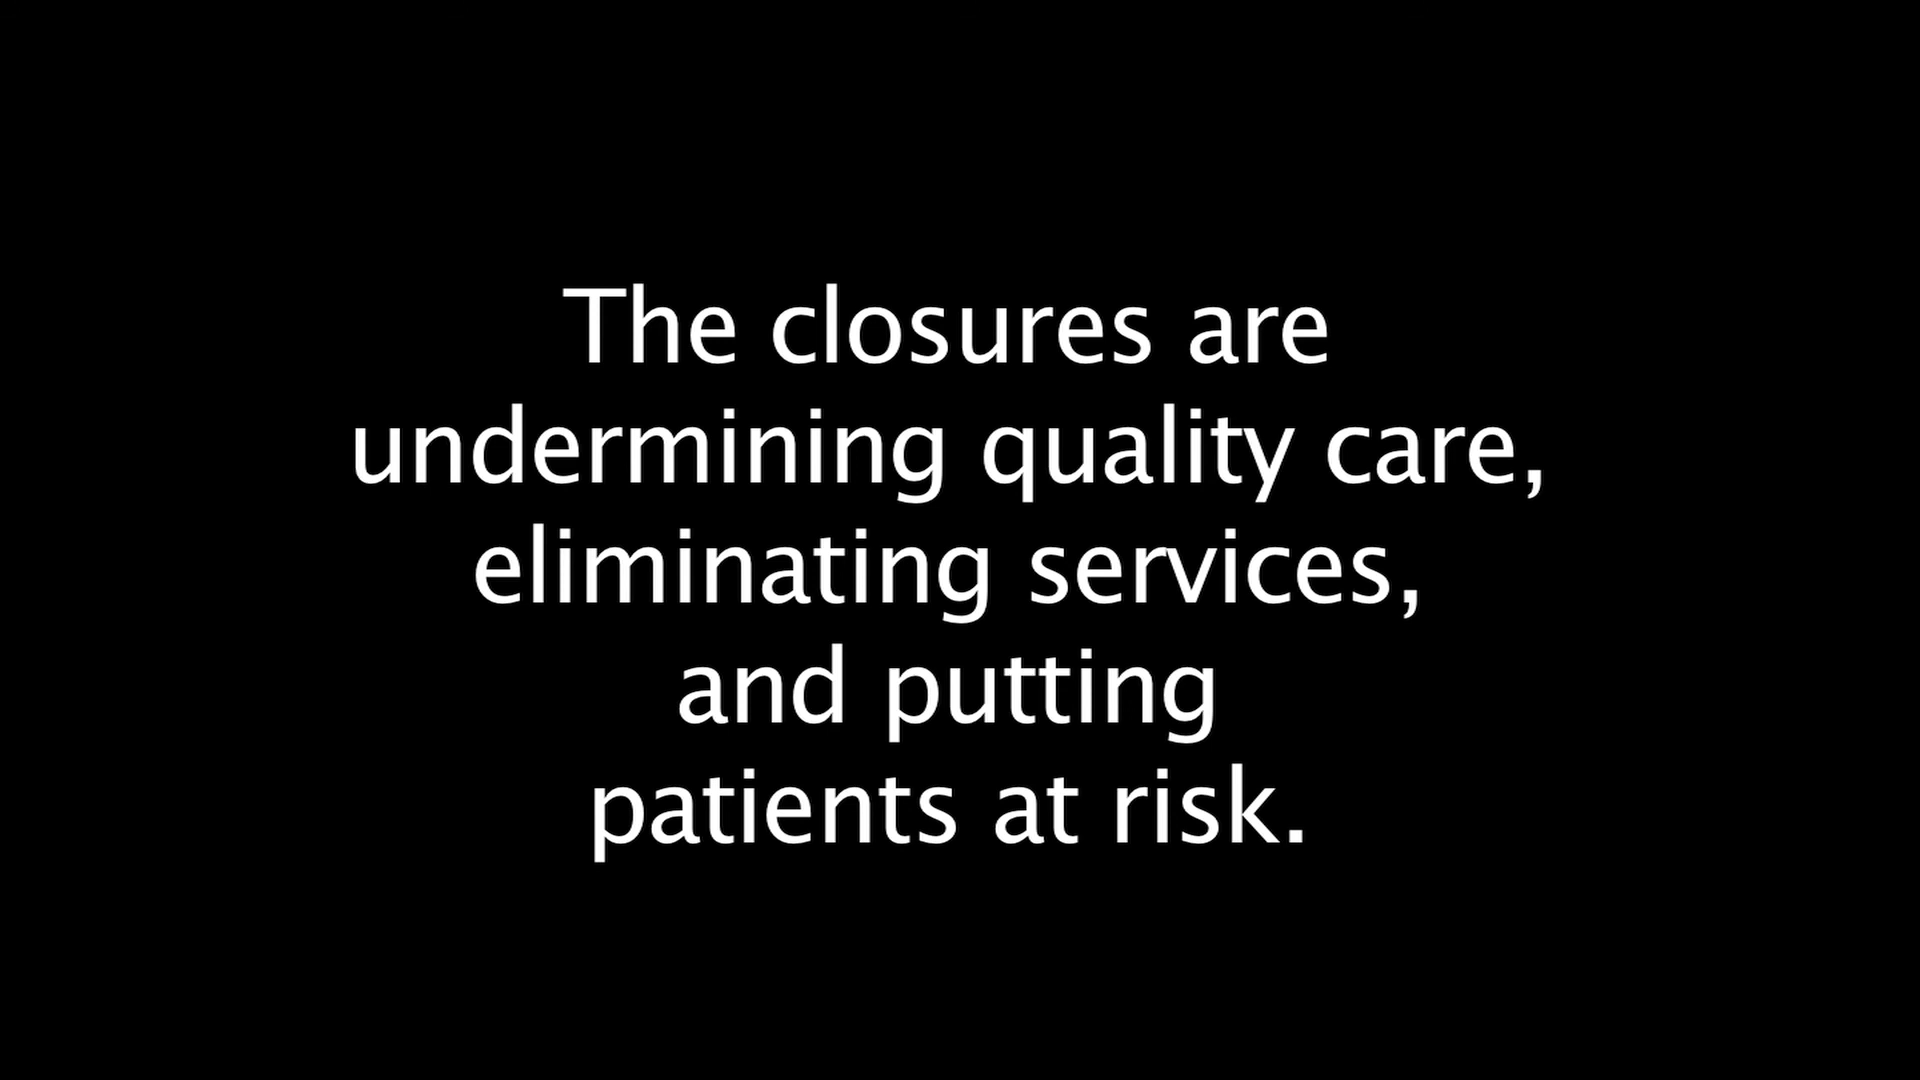 The closures are
undermining quality care,
eliminating services,
and putting
patients at risk.